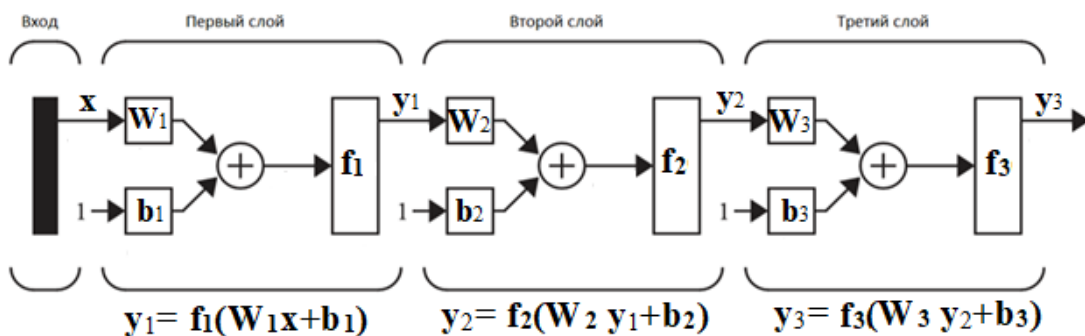 Вход Первый слой Второй слой Третий слой
x W₁ y₁ W₂ y₂ W₃ y₃
f₁ f₂ f₃
1 b₁ 1 b₂ 1 b₃
y₁= f₁(W₁x+b₁) y₂= f₂(W₂ y₁+b₂) y₃= f₃(W₃ y₂+b₃)